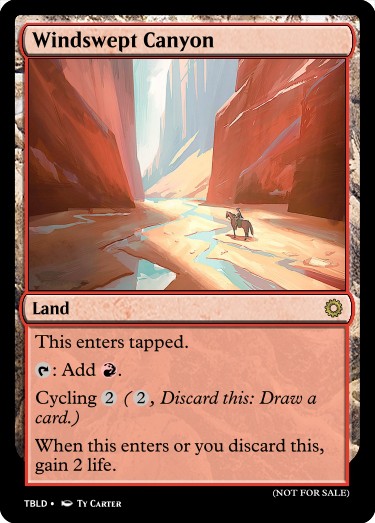 Windswept Canyon
Land
This enters tapped.
: Add .
Cycling 2 ( 2, Discard this: Draw a
card.)
When this enters or you discard this,
gain 2 life.
TBLD • Ty Carter
(NOT FOR SALE)